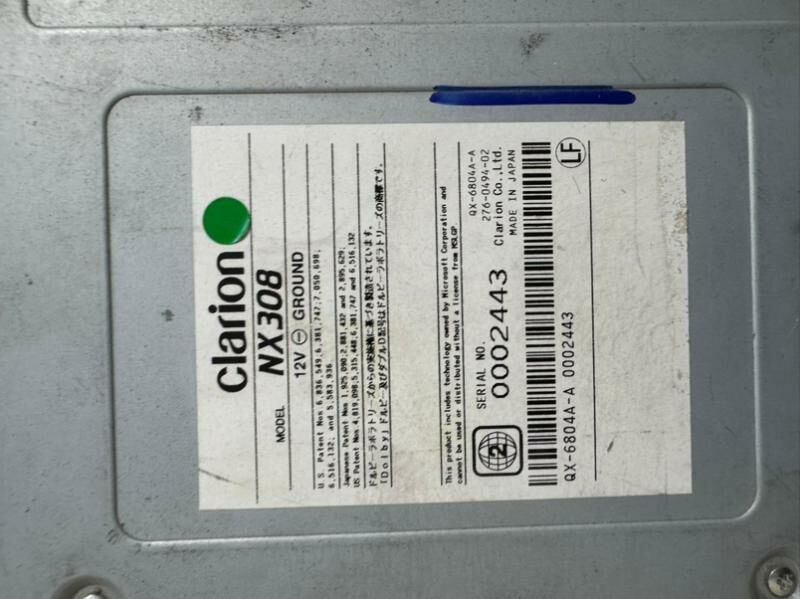 Clarion
MODEL NX308
12V ⊖ GROUND
U.S. Patent Nos 6,836,549;6,381,747;7,050,698;
6,516,132; and 5,583,936
Japanese Patent Nos 1,925,090;2,881,432 and 2,895,629
US Patent Nos 4,819,098;5,315,448;6,381,747 and 6,516,132
ドルビーラボラトリーズからの実施権に基づき製造されています。
「Dolby」ドルビー及びダブルD記号はドルビーラボラトリーズの商標です。
This product includes technology owned by Microsoft Corporation and
cannot be used or distributed without a license from MSLGP
2
SERIAL NO.
0002443
QX-6804A-A
276-0494-02
Clarion Co.,Ltd.
MADE IN JAPAN
LF
QX-6804A-A 0002443